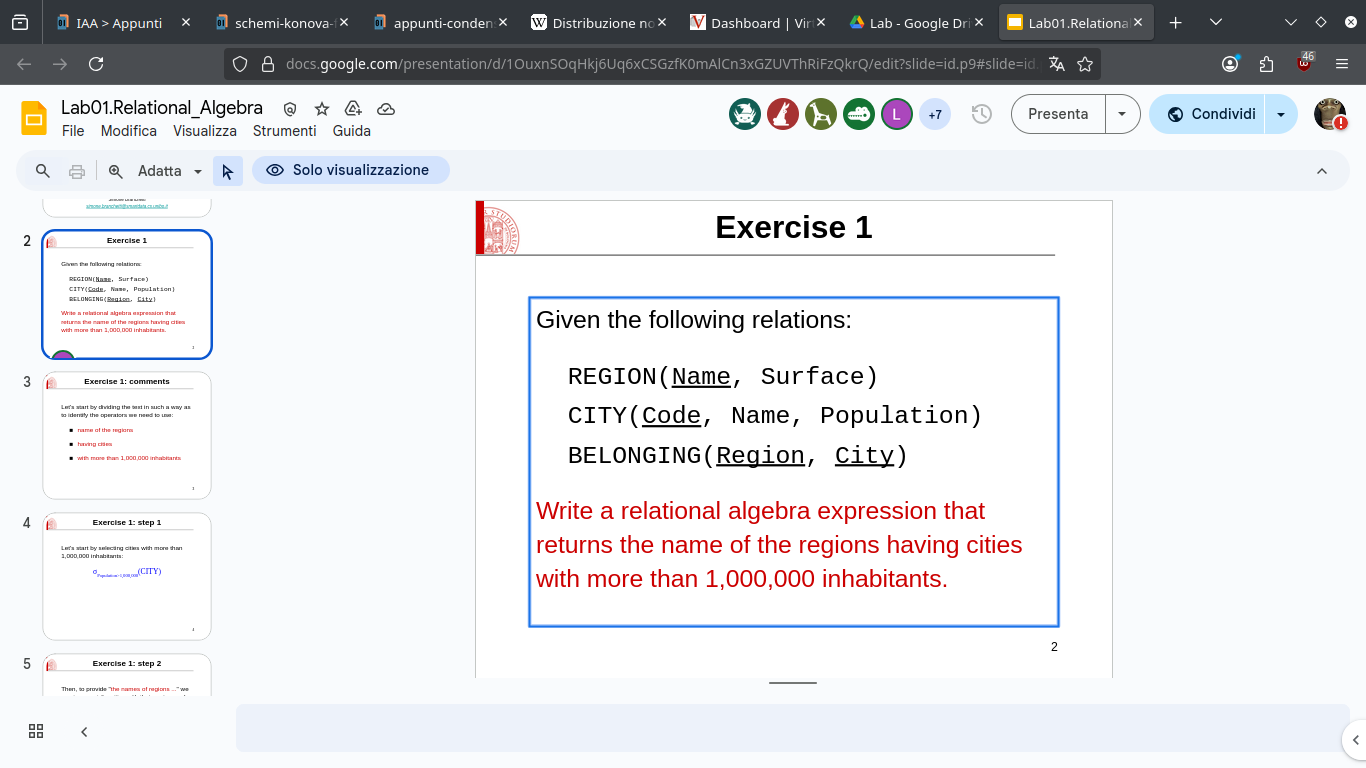 IAA > Appunti
schemi-konova-f
appunti-conden
Distribuzione no
Dashboard | Vir
Lab - Google Dri
Lab01.Relationa
docs.google.com/presentation/d/1OuxnSOqHkj6Uq6xCSGzfK0mAlCn3xGZUVThRiFzQkrQ/edit?slide=id.p9#slide=id.
46
Lab01.Relational_Algebra
File Modifica Visualizza Strumenti Guida
L
+7
Presenta
Condividi
Adatta
Solo visualizzazione
2
Exercise 1
Given the following relations:
REGION(Name, Surface)
CITY(Code, Name, Population)
BELONGING(Region, City)
Write a relational algebra expression that
returns the name of the regions having cities
with more than 1,000,000 inhabitants.
2
3
Exercise 1: comments
Let's start by dividing the text in such a way as
to identify the operators we need to use:
name of the regions
having cities
with more than 1,000,000 inhabitants
3
4
Exercise 1: step 1
Let's start by selecting cities with more than
1,000,000 inhabitants:
σPopulation>1,000,000(CITY)
4
5
Exercise 1: step 2
Then, to provide "the names of regions ..." we
Exercise 1
Given the following relations:
REGION(Name, Surface)
CITY(Code, Name, Population)
BELONGING(Region, City)
Write a relational algebra expression that
returns the name of the regions having cities
with more than 1,000,000 inhabitants.
2